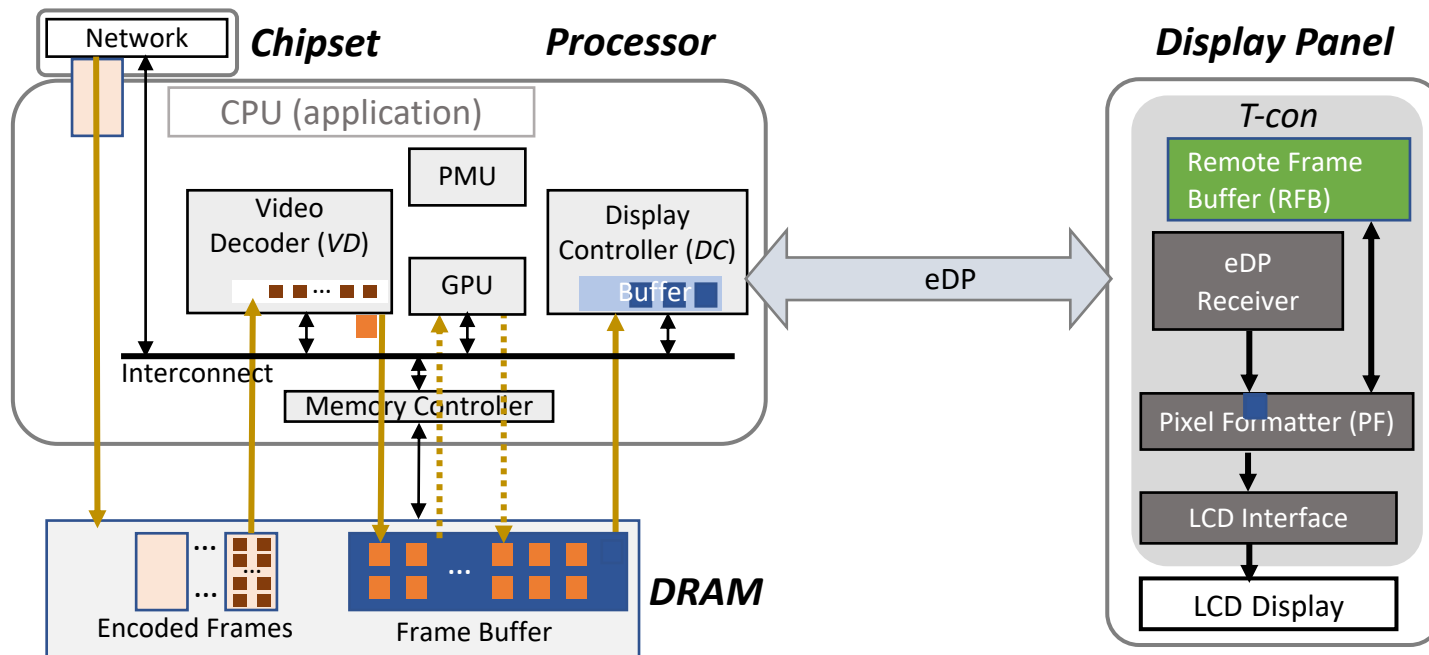 Network
Chipset
Processor
Display Panel
CPU (application)
T-con
Remote Frame
Buffer (RFB)
PMU
Video
Decoder (VD)
...
Display
Controller (DC)
Buffer
GPU
eDP
eDP
Receiver
Interconnect
Memory Controller
Pixel Formatter (PF)
LCD Interface
...
...
...
...
DRAM
Encoded Frames
Frame Buffer
LCD Display